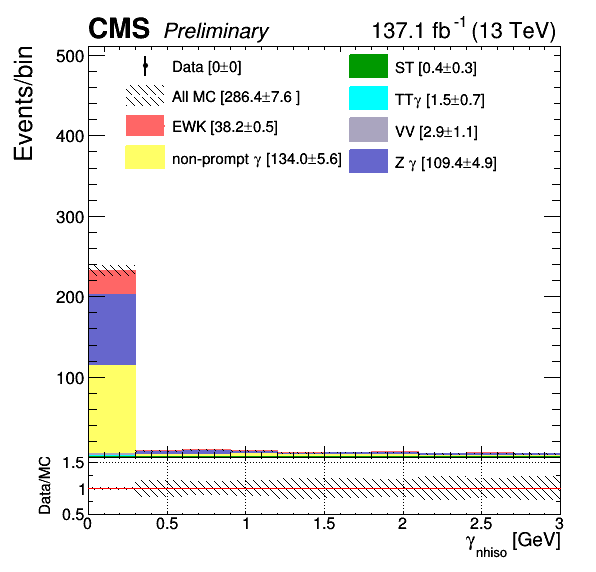 CMS Preliminary 137.1 fb⁻¹ (13 TeV)
Events/bin
500
400
300
200
100
Data [0±0]
All MC [286.4±7.6 ]
EWK [38.2±0.5]
non-prompt γ [134.0±5.6]
ST [0.4±0.3]
TTγ [1.5±0.7]
VV [2.9±1.1]
Z γ [109.4±4.9]
Data/MC
1.5
1
0.5
0 0.5 1 1.5 2 2.5 3
γ_nhiso [GeV]